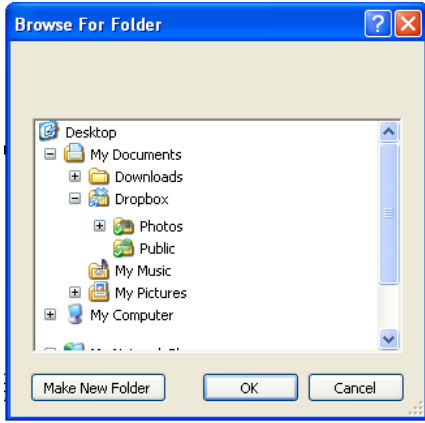 Browse For Folder
Desktop
My Documents
Downloads
Dropbox
Photos
Public
My Music
My Pictures
My Computer
Make New Folder
OK
Cancel